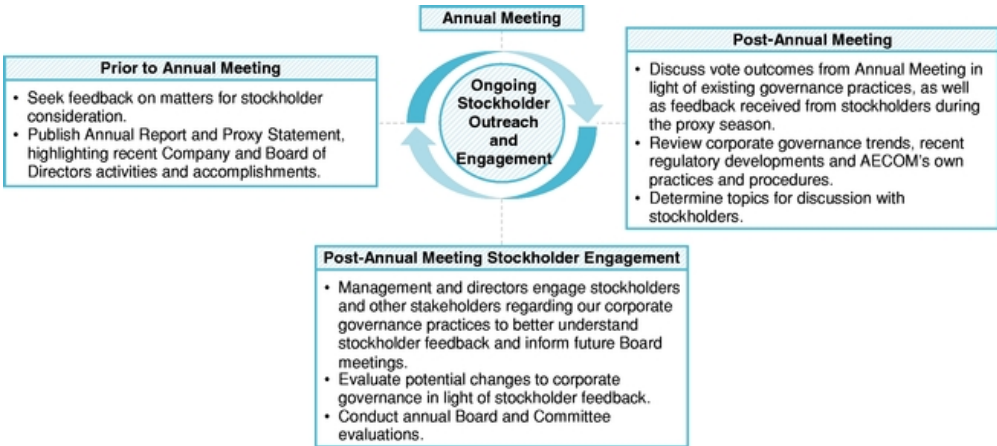 Annual Meeting
Prior to Annual Meeting
• Seek feedback on matters for stockholder
consideration.
• Publish Annual Report and Proxy Statement,
highlighting recent Company and Board of
Directors activities and accomplishments.
Ongoing
Stockholder
Outreach
and
Engagement
Post-Annual Meeting
• Discuss vote outcomes from Annual Meeting in
light of existing governance practices, as well
as feedback received from stockholders during
the proxy season.
• Review corporate governance trends, recent
regulatory developments and AECOM's own
practices and procedures.
• Determine topics for discussion with
stockholders.
Post-Annual Meeting Stockholder Engagement
• Management and directors engage stockholders
and other stakeholders regarding our corporate
governance practices to better understand
stockholder feedback and inform future Board
meetings.
• Evaluate potential changes to corporate
governance in light of stockholder feedback.
• Conduct annual Board and Committee
evaluations.